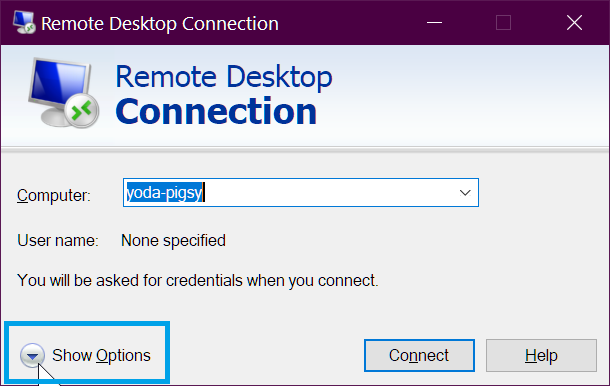 Remote Desktop Connection
Remote Desktop
Connection
Computer: yoda-pigsy
User name: None specified
You will be asked for credentials when you connect.
Show Options Connect Help